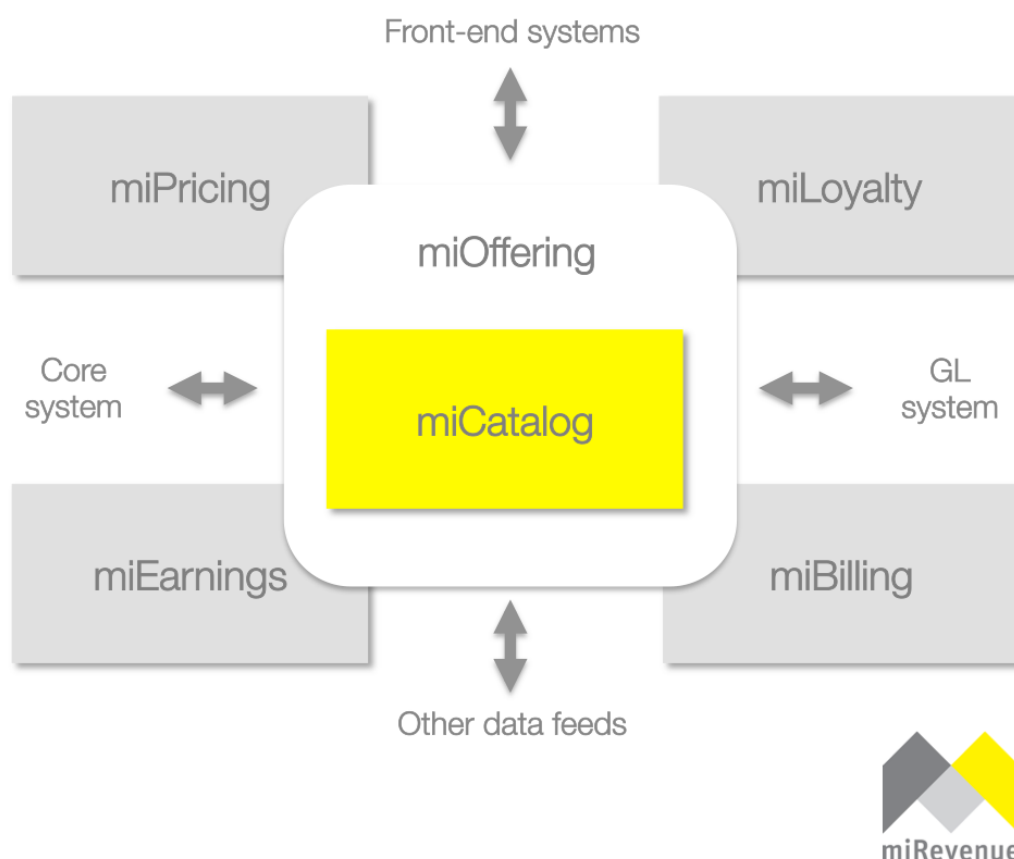 Front-end systems
miPricing
miLoyalty
miOffering
Core
system
miCatalog
GL
system
miEarnings
miBilling
Other data feeds
miRevenue